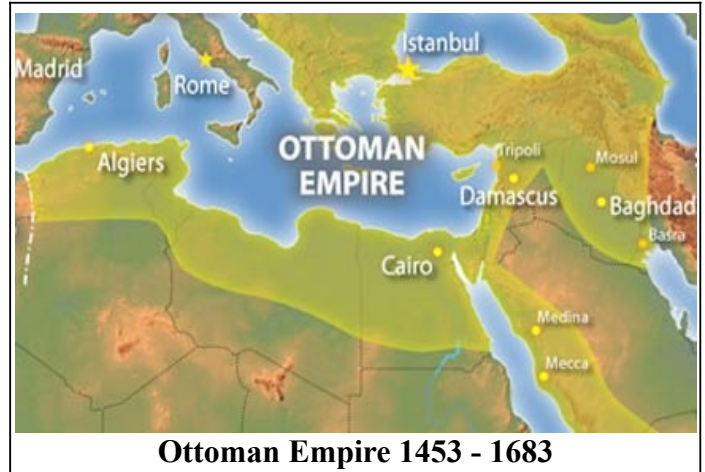 Istanbul
Madrid
Rome
OTTOMAN
EMPIRE
Algiers
Tripoli
Mosul
Damascus
Baghdad
Basra
Cairo
Medina
Mecca
Ottoman Empire 1453 - 1683